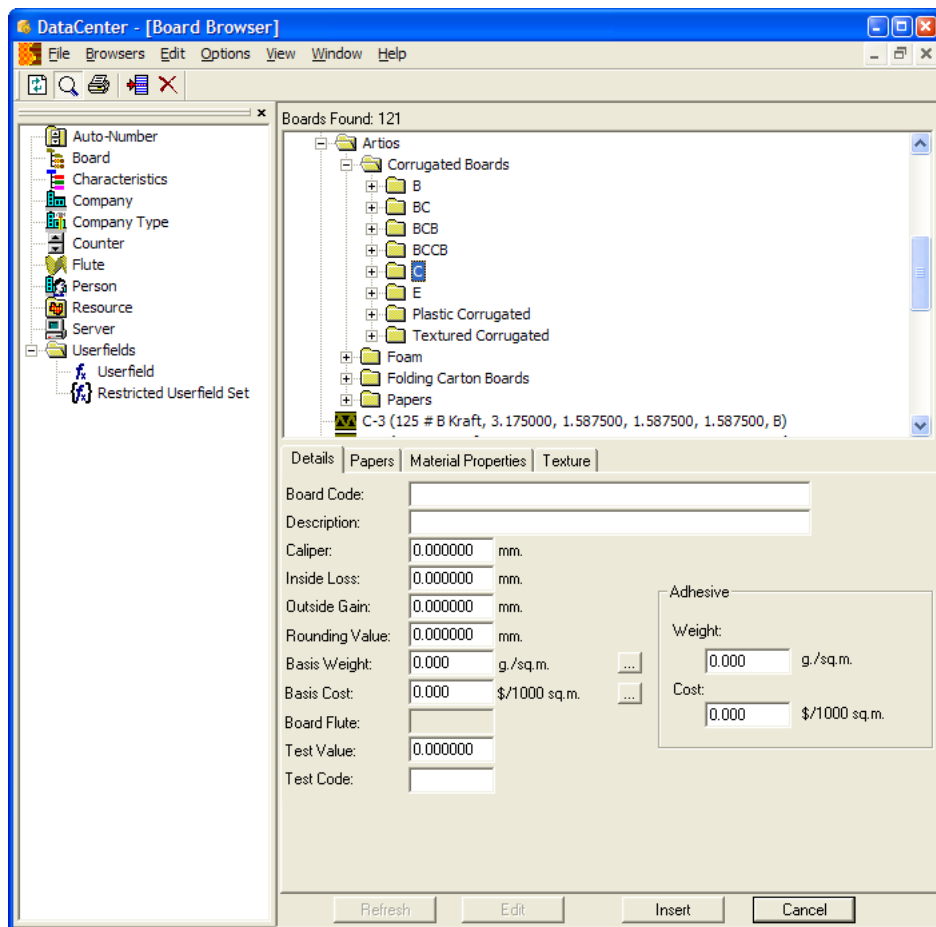 DataCenter - [Board Browser]
File Browsers Edit Options View Window Help
Auto-Number
Board
Characteristics
Company
Company Type
Counter
Flute
Person
Resource
Server
Userfields
Userfield
Restricted Userfield Set
Boards Found: 121
Artios
Corrugated Boards
B
BC
BCB
BCCB
C
E
Plastic Corrugated
Textured Corrugated
Foam
Folding Carton Boards
Papers
C-3 (125 # B Kraft, 3.175000, 1.587500, 1.587500, 1.587500, B)
Details Papers Material Properties Texture
Board Code:
Description:
Caliper: 0.000000 mm.
Inside Loss: 0.000000 mm.
Outside Gain: 0.000000 mm.
Rounding Value: 0.000000 mm.
Basis Weight: 0.000 g./sq.m. ...
Basis Cost: 0.000 $/1000 sq.m. ...
Board Flute:
Test Value: 0.000000
Test Code:
Adhesive
Weight:
0.000 g./sq.m.
Cost:
0.000 $/1000 sq.m.
Refresh Edit Insert Cancel